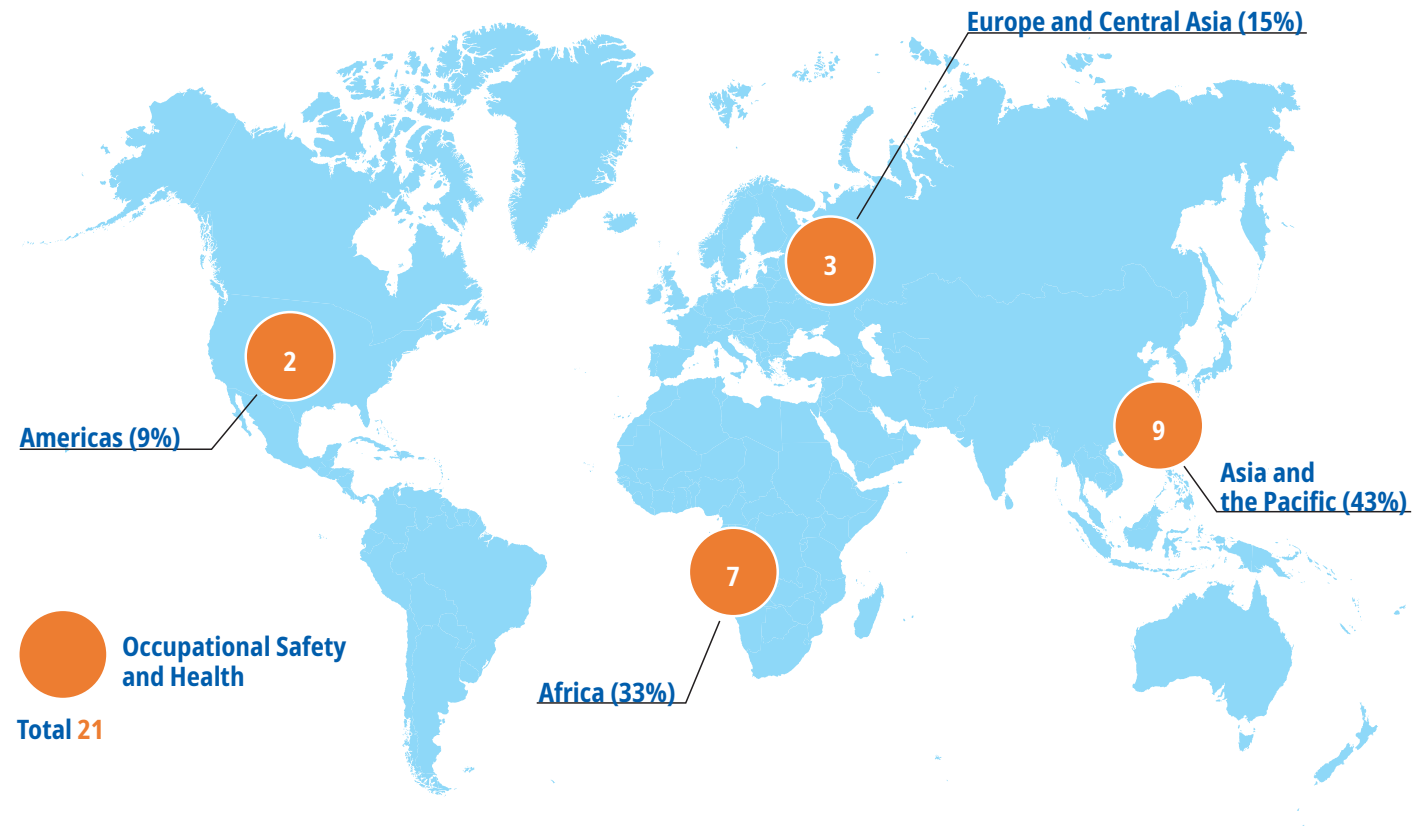 Europe and Central Asia (15%)
3
2
Americas (9%)
9
Asia and
the Pacific (43%)
7
Africa (33%)
Occupational Safety
and Health
Total 21